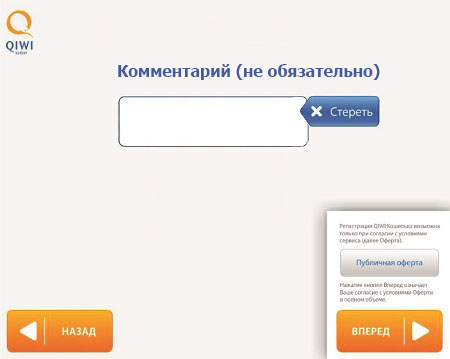 QIWI
Комментарий (не обязательно)
Стереть
Регистрация QIWI Кошелька возможна
только при согласии с условиями
сервиса (далее Оферта).
Публичная оферта
Нажатие кнопки Вперед означает
Ваше согласие с условиями Оферты
в полном объеме.
НАЗАД
ВПЕРЕД